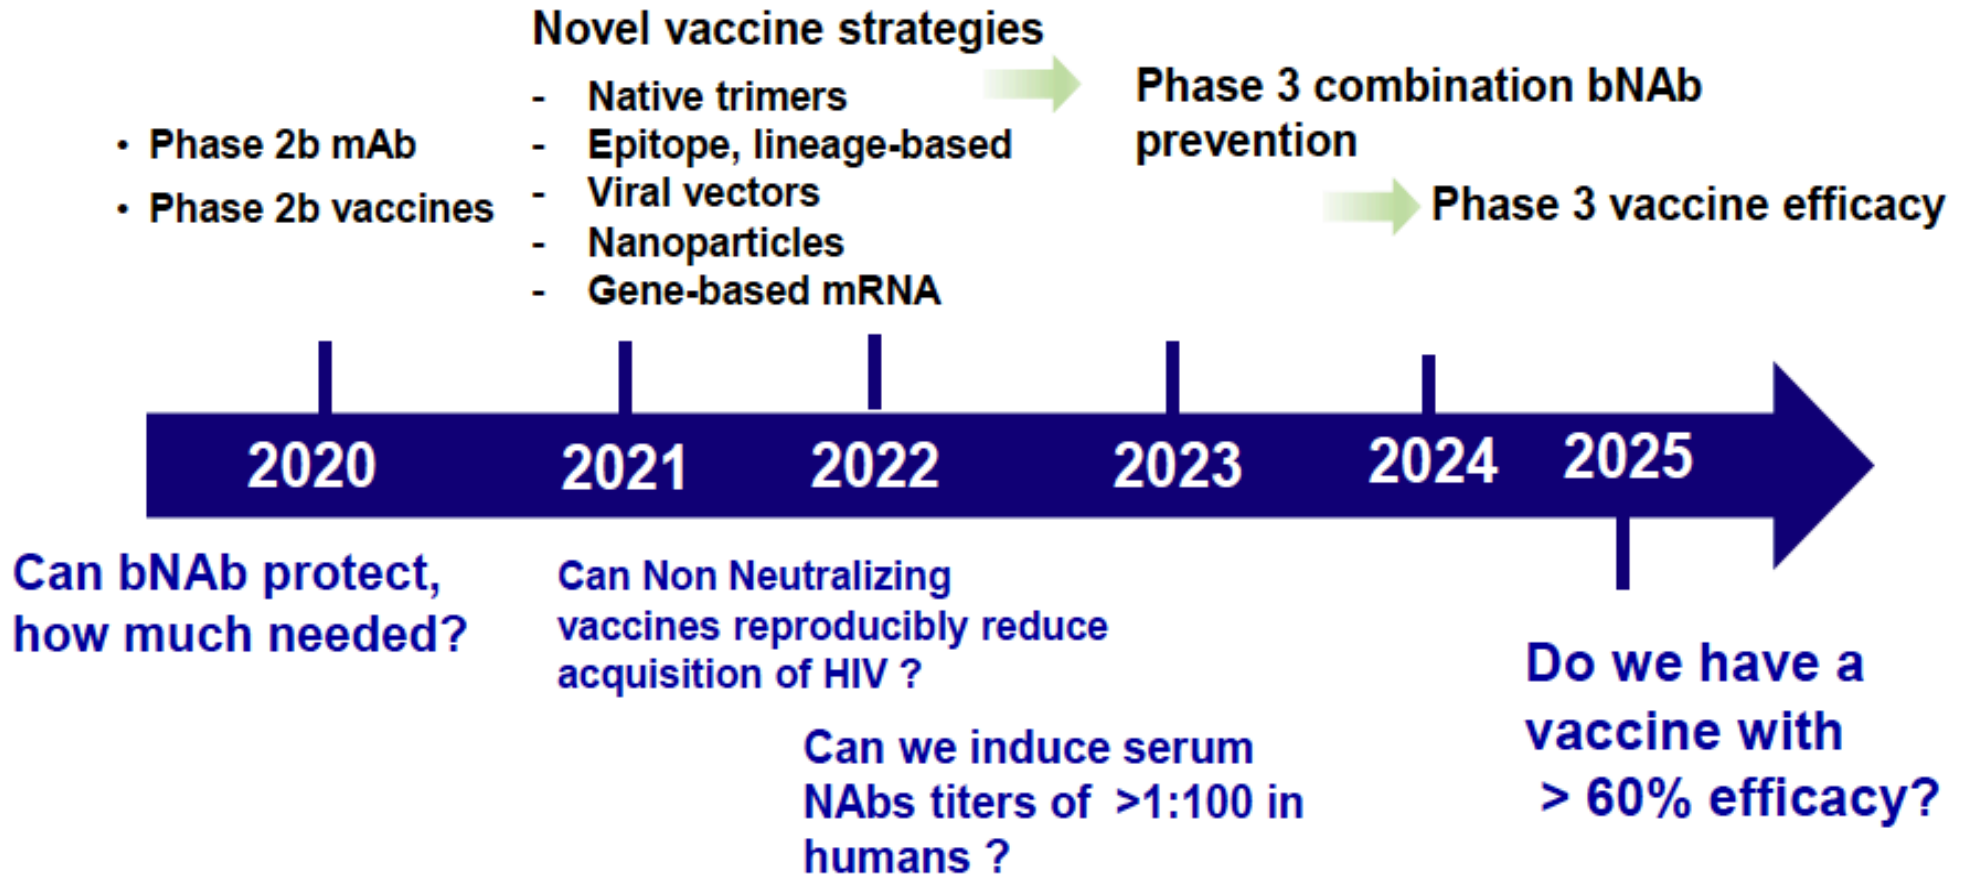 Novel vaccine strategies
- Native trimers
- Epitope, lineage-based
- Viral vectors
- Nanoparticles
- Gene-based mRNA
• Phase 2b mAb
• Phase 2b vaccines
Phase 3 combination bNAb
prevention
Phase 3 vaccine efficacy
2020
2021
2022
2023
2024
2025
Can bNAb protect,
how much needed?
Can Non Neutralizing
vaccines reproducibly reduce
acquisition of HIV ?
Can we induce serum
NAbs titers of >1:100 in
humans ?
Do we have a
vaccine with
> 60% efficacy?